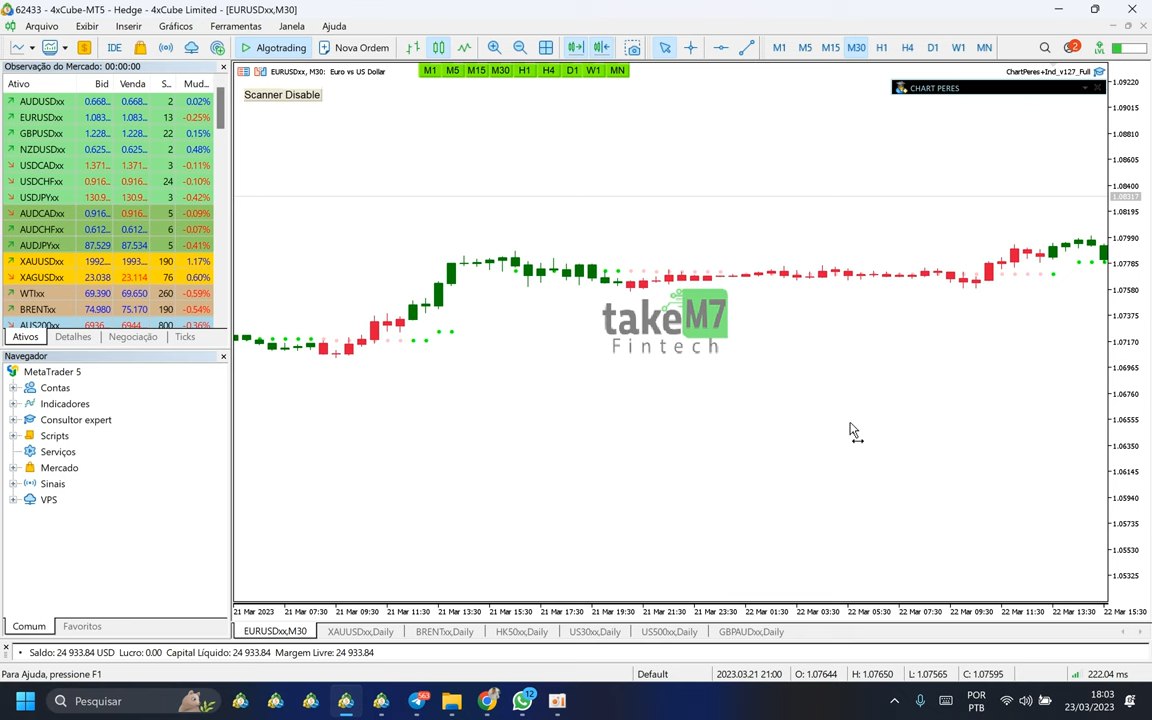 62433 - 4xCube-MT5 - Hedge - 4xCube Limited - [EURUSDxx,M30]
Arquivo Exibir Inserir Gráficos Ferramentas Janela Ajuda
IDE Algotrading Nova Ordem M1 M5 M15 M30 H1 H4 D1 W1 MN 2 LVL
Observação do Mercado: 00:00:00
Ativo Bid Venda S... Mud...
AUDUSDxx 0.668... 0.668... 2 0.02%
EURUSDxx 1.083... 1.083... 13 -0.25%
GBPUSDxx 1.228... 1.228... 22 0.15%
NZDUSDxx 0.625... 0.625... 2 0.48%
USDCADxx 1.371... 1.371... 3 -0.11%
USDCHFxx 0.916... 0.916... 24 -0.10%
USDJPYxx 130.9... 130.9... 3 -0.42%
AUDCADxx 0.916... 0.916... 5 -0.09%
AUDCHFxx 0.612... 0.612... 6 -0.07%
AUDJPYxx 87.529 87.534 5 -0.41%
XAUUSDxx 1992... 1993... 190 1.17%
XAGUSDxx 23.038 23.114 76 0.60%
WTIxx 69.390 69.650 260 -0.59%
BRENTxx 74.980 75.170 190 -0.54%
AUS200xx 6936... 6944... 800 -0.36%
Ativos Detalhes Negociação Ticks
Navegador
MetaTrader 5
Contas
Indicadores
Consultor expert
Scripts
Serviços
Mercado
Sinais
VPS
Comum Favoritos
EURUSDxx, M30: Euro vs US Dollar
M1 M5 M15 M30 H1 H4 D1 W1 MN
ChartPeres+Ind_v127_Full
Scanner Disable
CHART PERES
takeM7
Fintech
1.09220
1.09015
1.08810
1.08605
1.08400
1.08317
1.08195
1.07990
1.07785
1.07580
1.07375
1.07170
1.06965
1.06760
1.06555
1.06350
1.06145
1.05940
1.05735
1.05530
1.05325
21 Mar 2023 21 Mar 07:30 21 Mar 09:30 21 Mar 11:30 21 Mar 13:30 21 Mar 15:30 21 Mar 17:30 21 Mar 19:30 21 Mar 21:30 21 Mar 23:30 22 Mar 01:30 22 Mar 03:30 22 Mar 05:30 22 Mar 07:30 22 Mar 09:30 22 Mar 11:30 22 Mar 13:30 22 Mar 15:30
EURUSDxx,M30 XAUUSDxx,Daily BRENTxx,Daily HK50xx,Daily US30xx,Daily US500xx,Daily GBPAUDxx,Daily
• Saldo: 24 933.84 USD Lucro: 0.00 Capital Líquido: 24 933.84 Margem Livre: 24 933.84
Para Ajuda, pressione F1 Default 2023.03.21 21:00 O: 1.07644 H: 1.07650 L: 1.07565 C: 1.07595 222.04 ms
Pesquisar 563 12 POR 18:03
PTB 23/03/2023